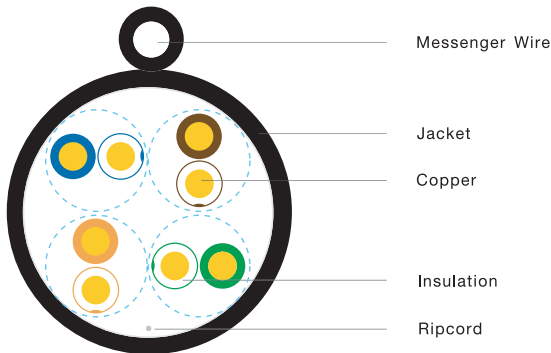 Messenger Wire
Jacket
Copper
Insulation
Ripcord